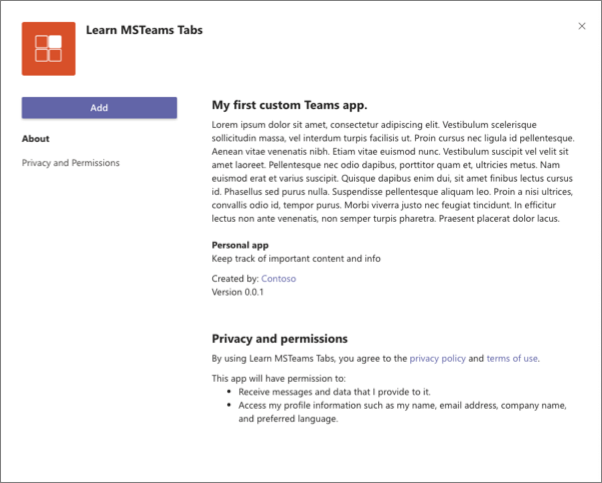 Learn MSTeams Tabs
Add
About
Privacy and Permissions
My first custom Teams app.
Lorem ipsum dolor sit amet, consectetur adipiscing elit. Vestibulum scelerisque
sollicitudin massa, vel interdum turpis facilisis ut. Proin cursus nec ligula id pellentesque.
Aenean vitae venenatis nibh. Etiam vitae euismod nunc. Vestibulum suscipit vel velit sit
amet laoreet. Pellentesque nec odio dapibus, porttitor quam et, ultricies metus. Nam
euismod erat et varius suscipit. Quisque dapibus enim dui, sit amet finibus lectus cursus
id. Phasellus sed purus nulla. Suspendisse pellentesque aliquam leo. Proin a nisi ultrices,
convallis odio id, tempor purus. Morbi viverra justo nec feugiat tincidunt. In efficitur
lectus non ante venenatis, non semper turpis pharetra. Praesent placerat dolor lacus.
Personal app
Keep track of important content and info
Created by: Contoso
Version 0.0.1
Privacy and permissions
By using Learn MSTeams Tabs, you agree to the privacy policy and terms of use.
This app will have permission to:
• Receive messages and data that I provide to it.
• Access my profile information such as my name, email address, company name,
and preferred language.